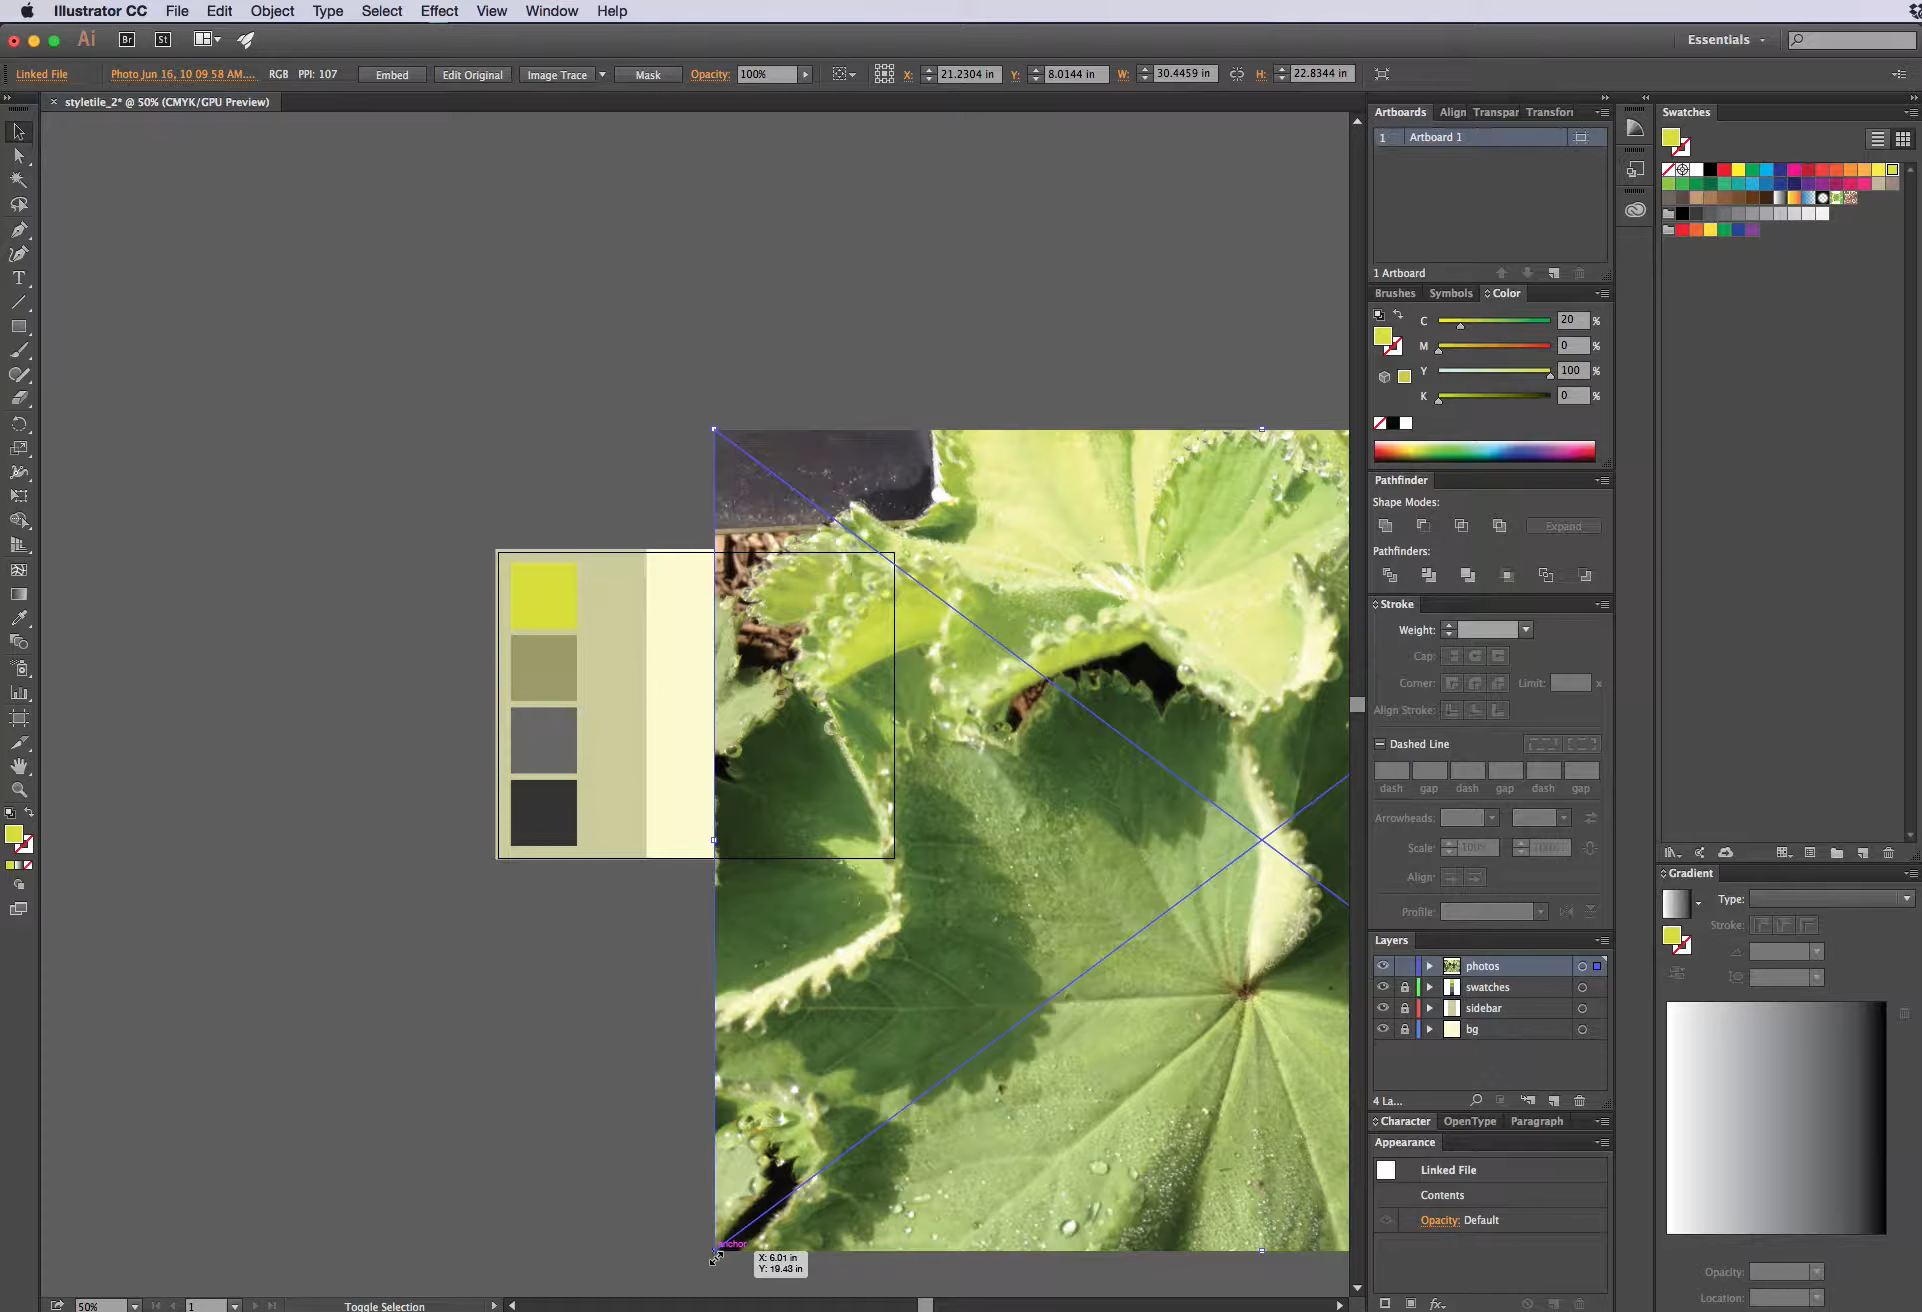 Illustrator CC File Edit Object Type Select Effect View Window Help
Ai Br St Essentials
Linked File Photo Jun 16, 10 09 58 AM.... RGB PPI: 107 Embed Edit Original Image Trace Mask Opacity: 100% X: 21.2304 in Y: 8.0144 in W: 30.4459 in H: 22.8344 in
× styletile_2* @ 50% (CMYK/GPU Preview)
Artboards Align Transpar Transforn
1 Artboard 1
1 Artboard
Brushes Symbols Color
C 20 %
M 0 %
Y 100 %
K 0 %
Pathfinder
Shape Modes:
Expand
Pathfinders:
Stroke
Weight:
Cap:
Corner: Limit: x
Align Stroke:
Dashed Line
dash gap dash gap dash gap
Arrowheads:
Scale: 100% 100%
Align:
Profile:
Layers
photos
swatches
sidebar
bg
4 La...
Character OpenType Paragraph
Appearance
Linked File
Contents
Opacity: Default
fx
Swatches
Gradient
Type:
Stroke:
Opacity:
Location:
anchor
X: 6.01 in
Y: 19.43 in
50% 1 Toggle Selection